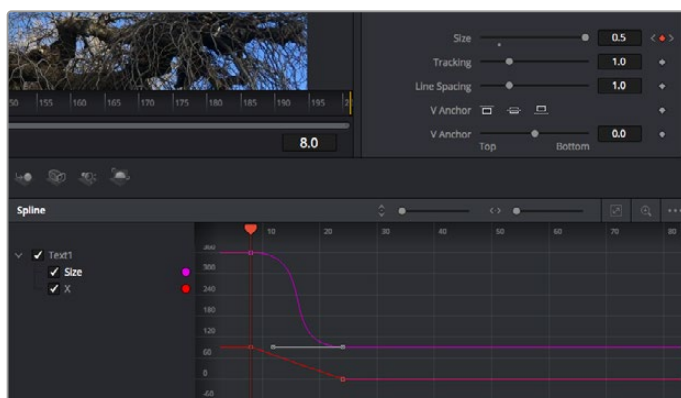 Size 0.5
Tracking 1.0
Line Spacing 1.0
V Anchor
V Anchor 0.0
Top Bottom
155 160 165 170 175 180 185 190 195
8.0
Spline
10 20 30 40 50 60 70 80
Text1
Size
X
300
240
180
120
60
0
-60